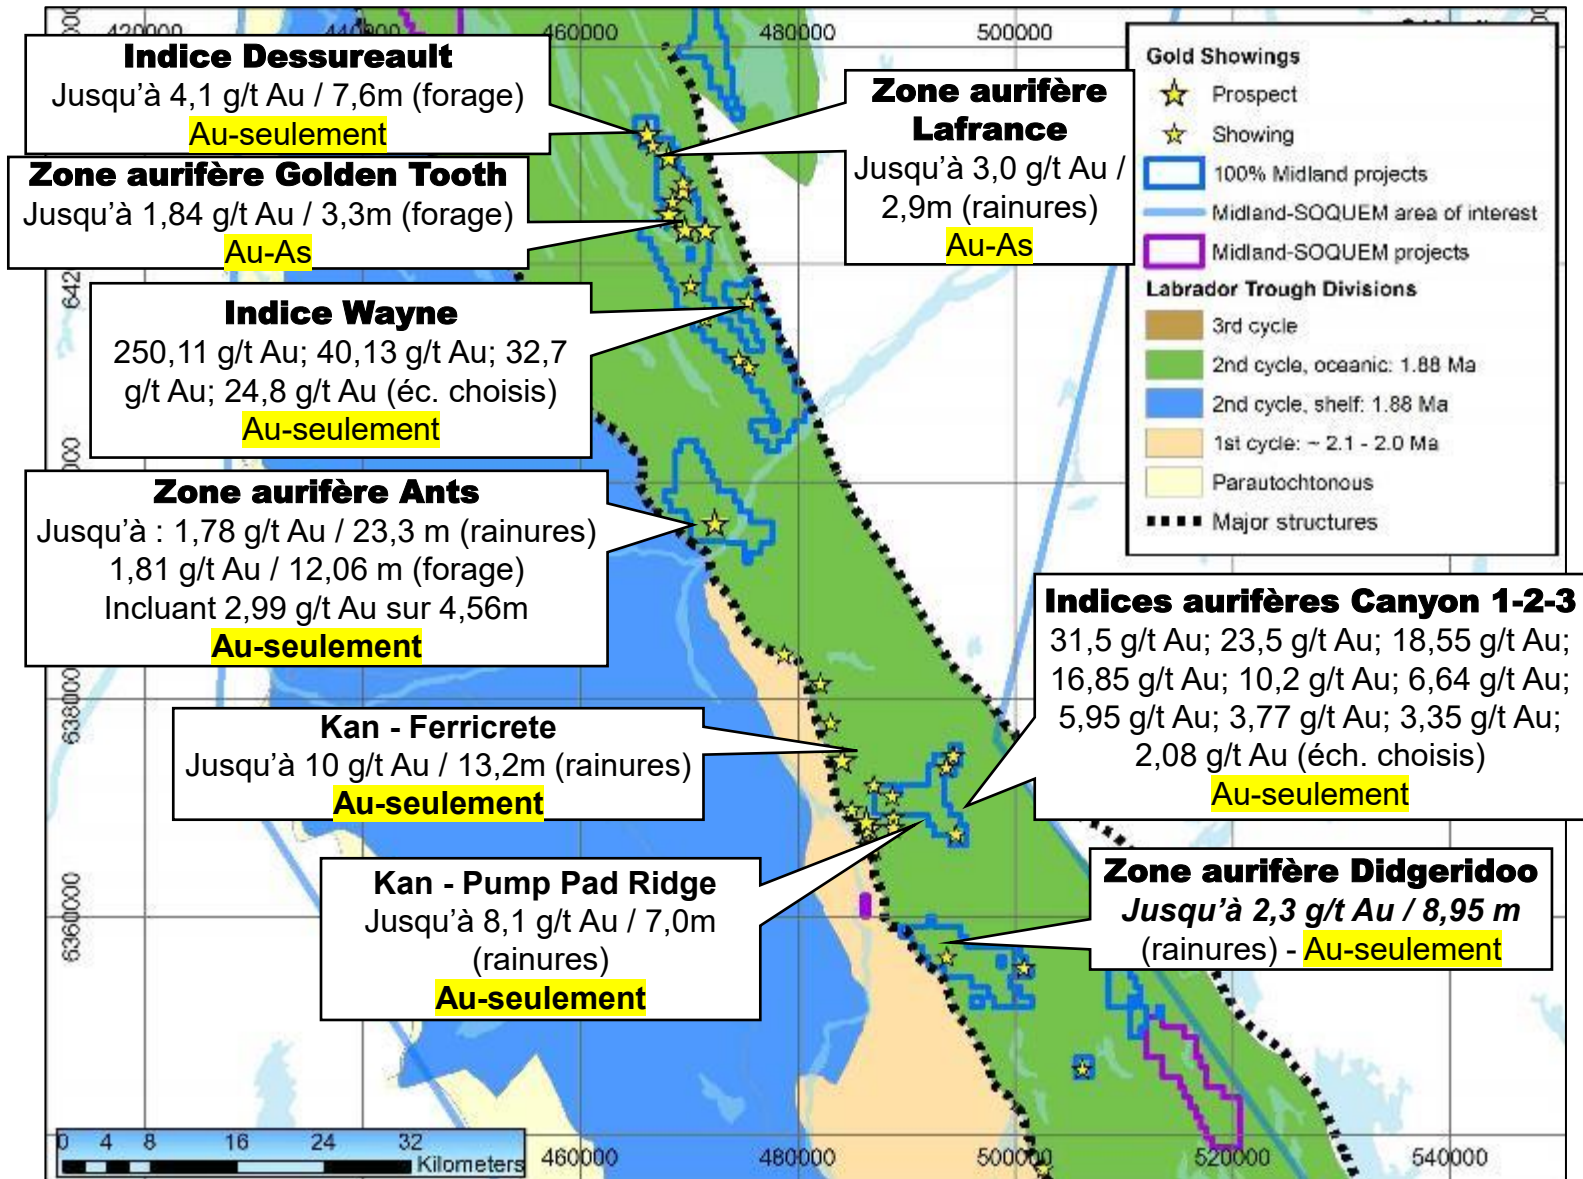 420000
440000
460000
480000
500000
Indice Dessureault
Jusqu'à 4,1 g/t Au / 7,6m (forage)
Au-seulement
Zone aurifère
Lafrance
Jusqu'à 3,0 g/t Au /
2,9m (rainures)
Au-As
Zone aurifère Golden Tooth
Jusqu'à 1,84 g/t Au / 3,3m (forage)
Au-As
Gold Showings
Prospect
Showing
100% Midland projects
Midland-SOQUEM area of interest
Midland-SOQUEM projects
Labrador Trough Divisions
3rd cycle
2nd cycle, oceanic: 1.88 Ma
2nd cycle, shelf: 1.88 Ma
1st cycle: ~ 2.1 - 2.0 Ma
Parautochtonous
Major structures
642
Indice Wayne
250,11 g/t Au; 40,13 g/t Au; 32,7
g/t Au; 24,8 g/t Au (éc. choisis)
Au-seulement
Zone aurifère Ants
Jusqu'à : 1,78 g/t Au / 23,3 m (rainures)
1,81 g/t Au / 12,06 m (forage)
Incluant 2,99 g/t Au sur 4,56m
Au-seulement
Indices aurifères Canyon 1-2-3
31,5 g/t Au; 23,5 g/t Au; 18,55 g/t Au;
16,85 g/t Au; 10,2 g/t Au; 6,64 g/t Au;
5,95 g/t Au; 3,77 g/t Au; 3,35 g/t Au;
2,08 g/t Au (éch. choisis)
Au-seulement
6380000
Kan - Ferricrete
Jusqu'à 10 g/t Au / 13,2m (rainures)
Au-seulement
Kan - Pump Pad Ridge
Jusqu'à 8,1 g/t Au / 7,0m
(rainures)
Au-seulement
Zone aurifère Didgeridoo
Jusqu'à 2,3 g/t Au / 8,95 m
(rainures) - Au-seulement
6360000
0 4 8 16 24 32
Kilometers
460000
480000
500000
520000
540000